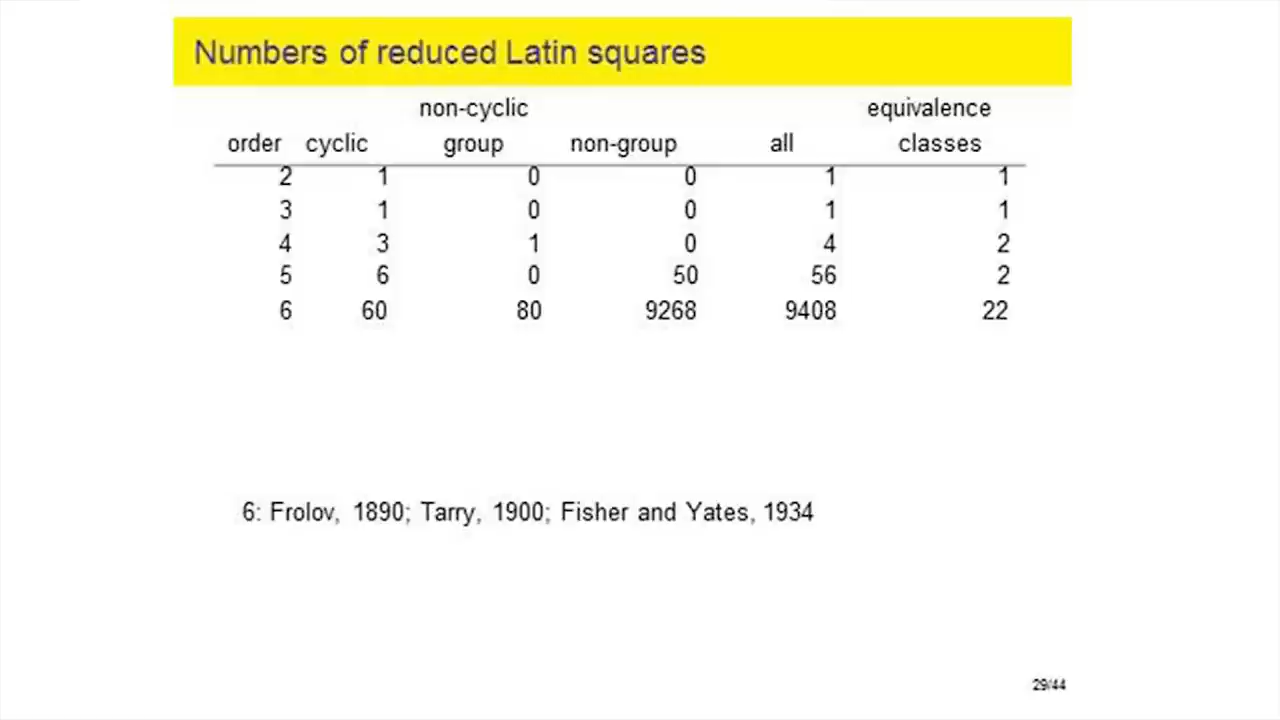 Numbers of reduced Latin squares
non-cyclic equivalence
order cyclic group non-group all classes
2 1 0 0 1 1
3 1 0 0 1 1
4 3 1 0 4 2
5 6 0 50 56 2
6 60 80 9268 9408 22
6: Frolov, 1890; Tarry, 1900; Fisher and Yates, 1934
29/44